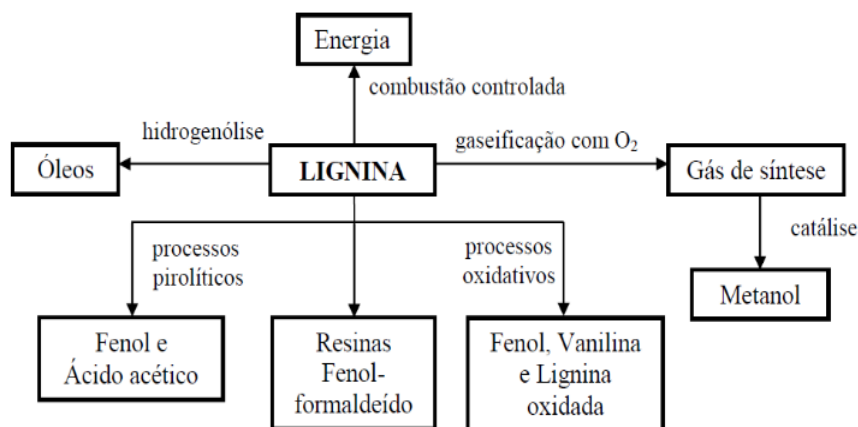 Energia
combustão controlada
hidrogenólise
gaseificação com O₂
Óleos
LIGNINA
Gás de síntese
processos
pirolíticos
processos
oxidativos
catálise
Metanol
Fenol e
Ácido acético
Resinas
Fenol-
formaldeído
Fenol, Vanilina
e Lignina
oxidada